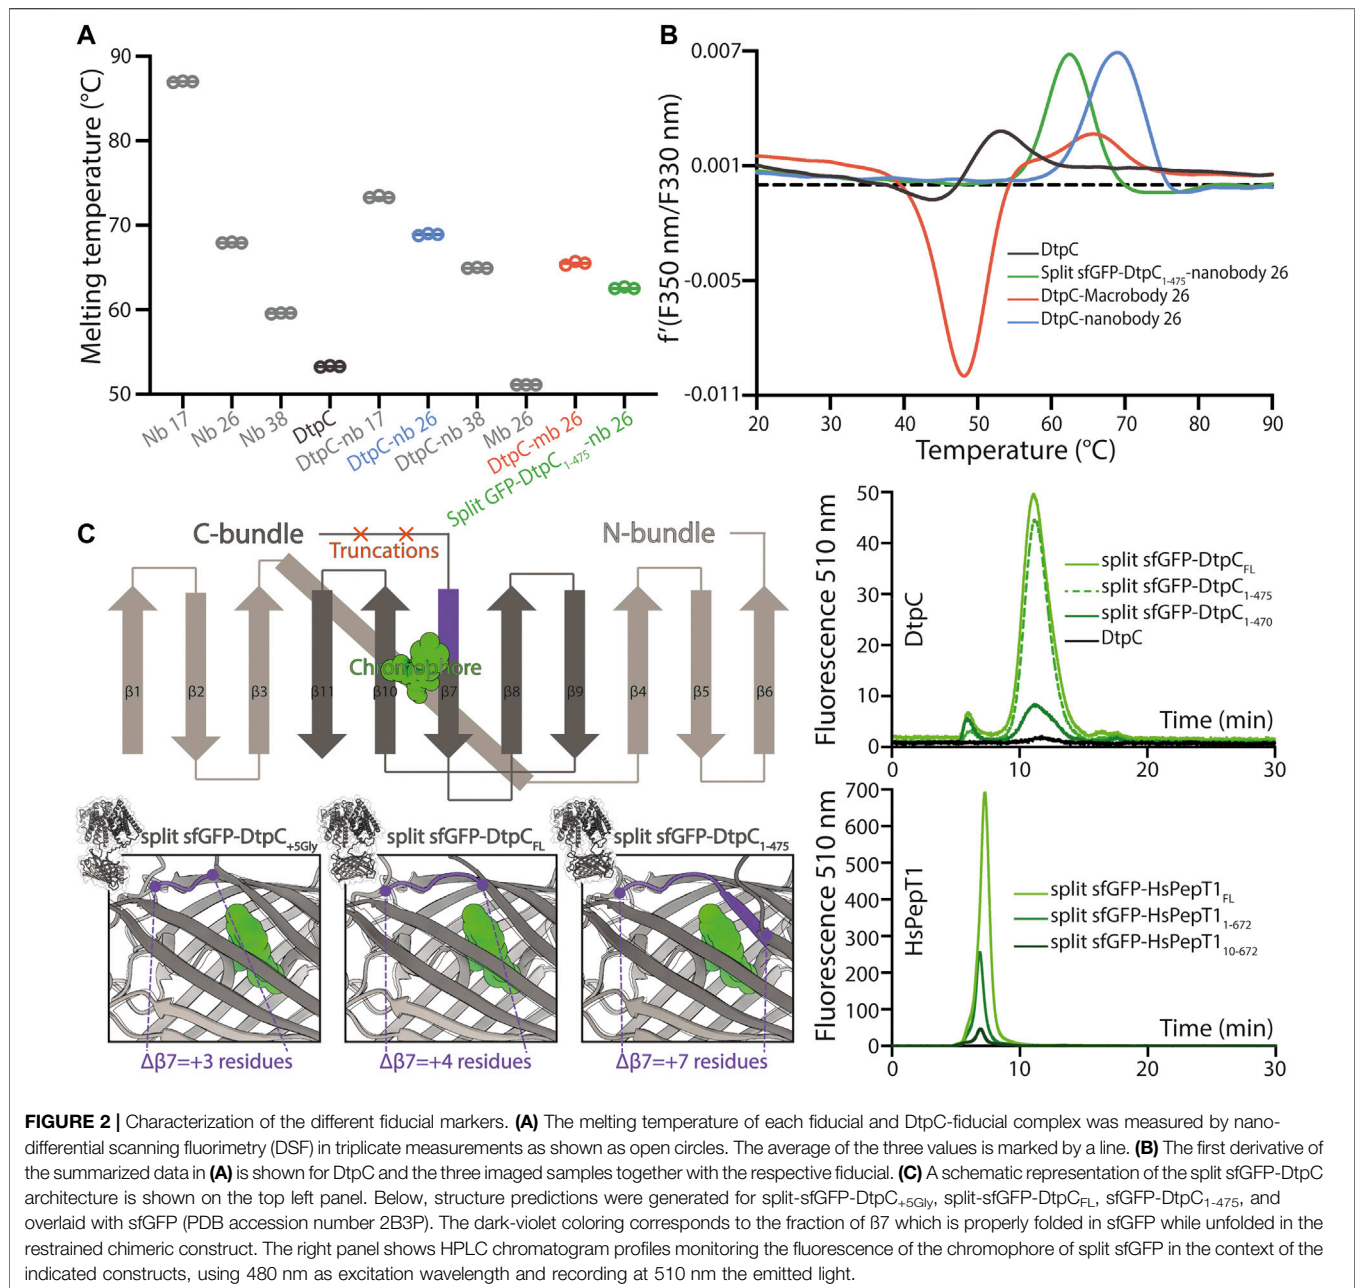 A
Melting temperature (°C)
90
80
70
60
50
Nb 17
Nb 26
Nb 38
DtpC
DtpC-nb 17
DtpC-nb 26
DtpC-nb 38
Mb 26
DtpC-mb 26
Split GFP-DtpC1-475-nb 26
B
f'(F350 nm/F330 nm)
0.007
0.001
-0.005
-0.011
DtpC
Split sfGFP-DtpC1-475-nanobody 26
DtpC-Macrobody 26
DtpC-nanobody 26
20 30 40 50 60 70 80 90
Temperature (°C)
C
C-bundle
Truncations
N-bundle
Chromophore
β1 β2 β3 β11 β10 β7 β8 β9 β4 β5 β6
split sfGFP-DtpC+5Gly
split sfGFP-DtpCFL
split sfGFP-DtpC1-475
Δβ7=+3 residues
Δβ7=+4 residues
Δβ7=+7 residues
DtpC
Fluorescence 510 nm
50
40
30
20
10
0
split sfGFP-DtpCFL
split sfGFP-DtpC1-475
split sfGFP-DtpC1-470
DtpC
Time (min)
0 10 20 30
HsPepT1
Fluorescence 510 nm
700
600
500
400
300
200
100
0
split sfGFP-HsPepT1FL
split sfGFP-HsPepT11-672
split sfGFP-HsPepT110-672
Time (min)
0 10 20 30
FIGURE 2 | Characterization of the different fiducial markers. (A) The melting temperature of each fiducial and DtpC-fiducial complex was measured by nano-
differential scanning fluorimetry (DSF) in triplicate measurements as shown as open circles. The average of the three values is marked by a line. (B) The first derivative of
the summarized data in (A) is shown for DtpC and the three imaged samples together with the respective fiducial. (C) A schematic representation of the split sfGFP-DtpC
architecture is shown on the top left panel. Below, structure predictions were generated for split-sfGFP-DtpC+5Gly, split-sfGFP-DtpCFL, sfGFP-DtpC1-475, and
overlaid with sfGFP (PDB accession number 2B3P). The dark-violet coloring corresponds to the fraction of ß7 which is properly folded in sfGFP while unfolded in the
restrained chimeric construct. The right panel shows HPLC chromatogram profiles monitoring the fluorescence of the chromophore of split sfGFP in the context of the
indicated constructs, using 480 nm as excitation wavelength and recording at 510 nm the emitted light.